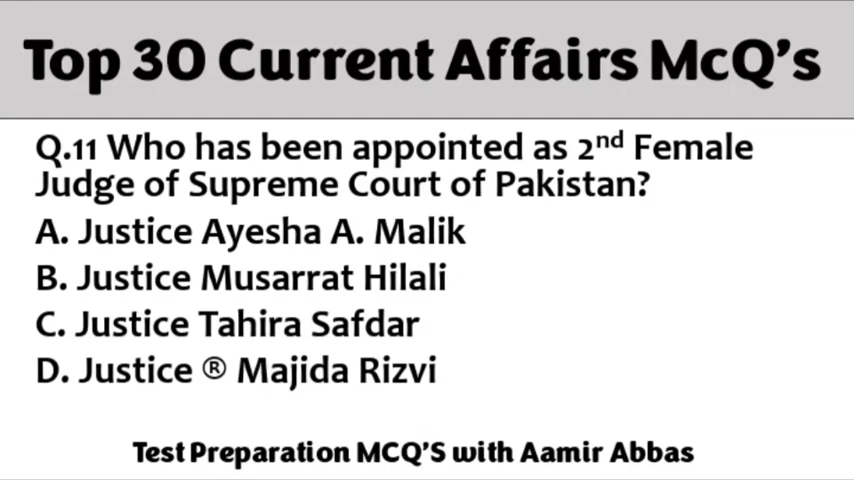 Top 30 Current Affairs McQ's
Q.11 Who has been appointed as 2nd Female
Judge of Supreme Court of Pakistan?
A. Justice Ayesha A. Malik
B. Justice Musarrat Hilali
C. Justice Tahira Safdar
D. Justice ® Majida Rizvi
Test Preparation MCQ'S with Aamir Abbas